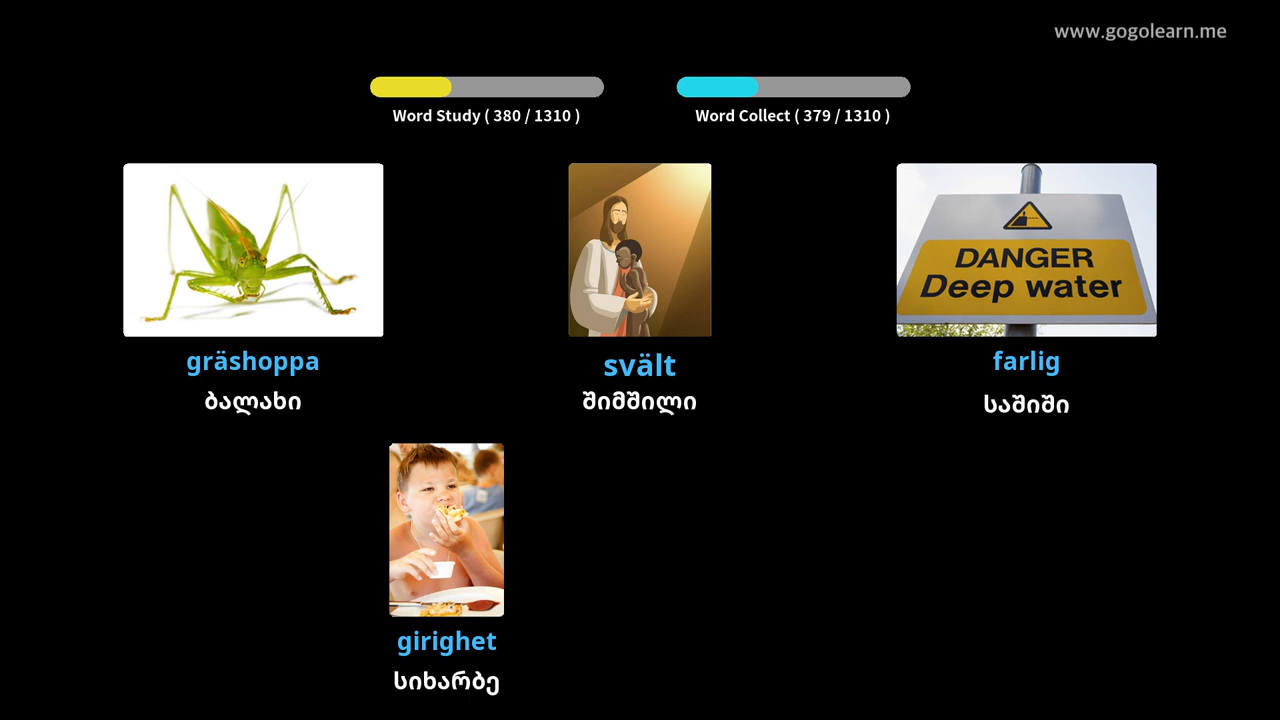 www.gogolearn.me
Word Study ( 380 / 1310 )
Word Collect ( 379 / 1310 )
DANGER
Deep water
gräshoppa
svält
farlig
ბალახი
შიმშილი
საშიში
girighet
სიხარბე